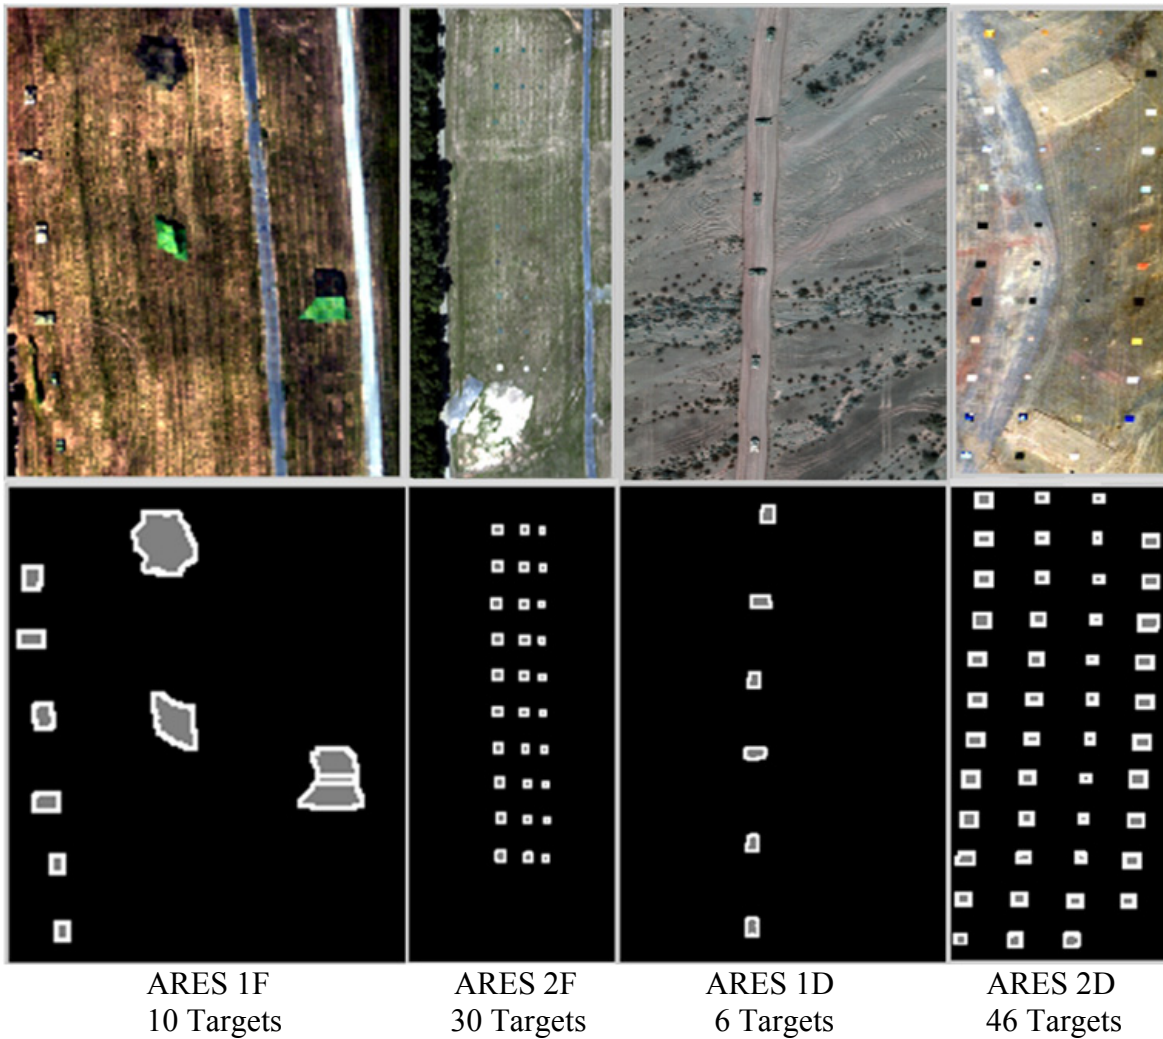 ARES 1F
10 Targets
ARES 2F
30 Targets
ARES 1D
6 Targets
ARES 2D
46 Targets